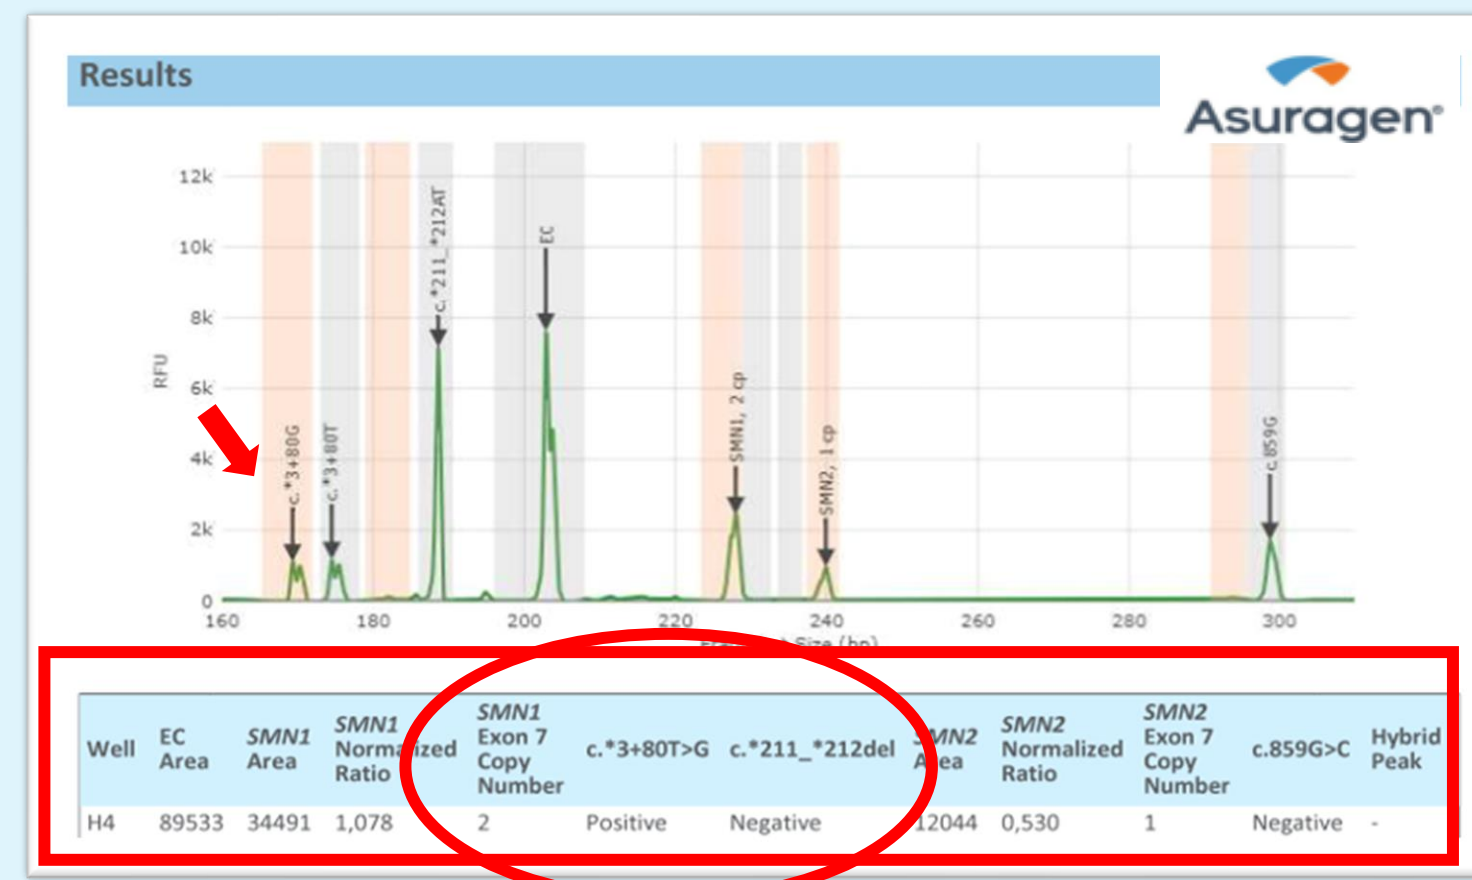 Results
Asuragen®
12k
10k
8k
6k
4k
2k
0
RFU
c.*3+80G
c.*3+80T
c.*211_*212AT
EC
SMN1, 2 cp
SMN2, 1 cp
c.859G
160 180 200 220 240 260 280 300
Size (bp)
Well EC Area SMN1 Area SMN1 Normalized Ratio SMN1 Exon 7 Copy Number c.*3+80T>G c.*211_*212del SMN2 Area SMN2 Normalized Ratio SMN2 Exon 7 Copy Number c.859G>C Hybrid Peak
H4 89533 34491 1,078 2 Positive Negative 12044 0,530 1 Negative -